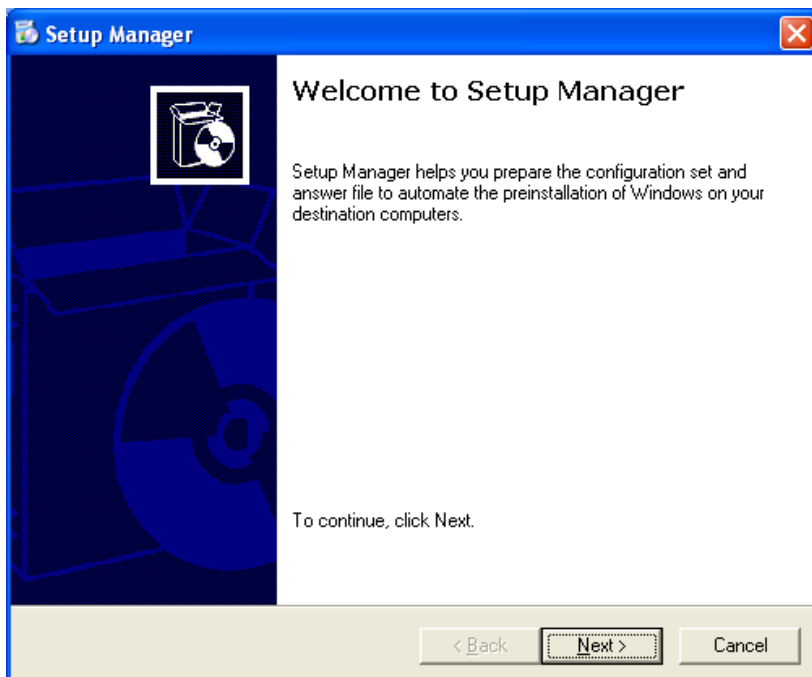 Setup Manager
Welcome to Setup Manager
Setup Manager helps you prepare the configuration set and
answer file to automate the preinstallation of Windows on your
destination computers.
To continue, click Next.
< Back
Next >
Cancel